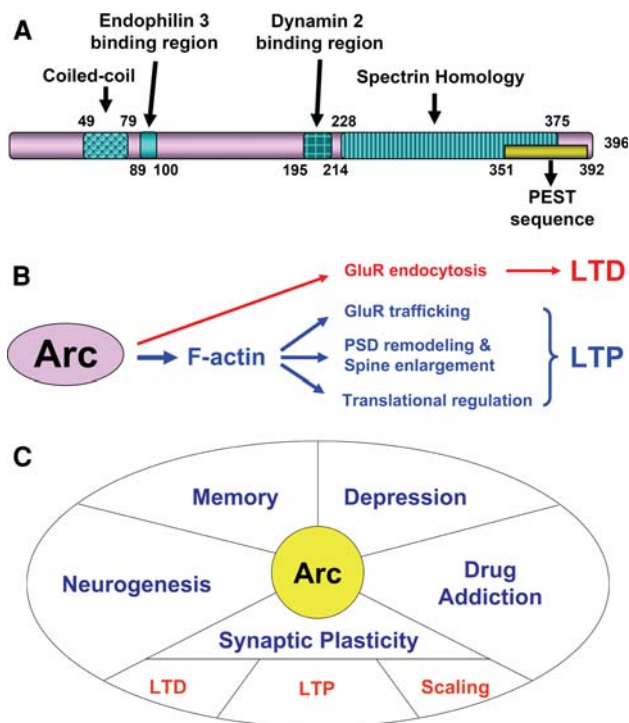 A
Endophilin 3
binding region
Dynamin 2
binding region
Coiled-coil
Spectrin Homology
49
79
228
375
396
89
100
195
214
351
392
PEST
sequence
B
GluR endocytosis
LTD
Arc
F-actin
GluR trafficking
PSD remodeling &
Spine enlargement
Translational regulation
LTP
C
Memory
Depression
Neurogenesis
Arc
Drug
Addiction
Synaptic Plasticity
LTD
LTP
Scaling